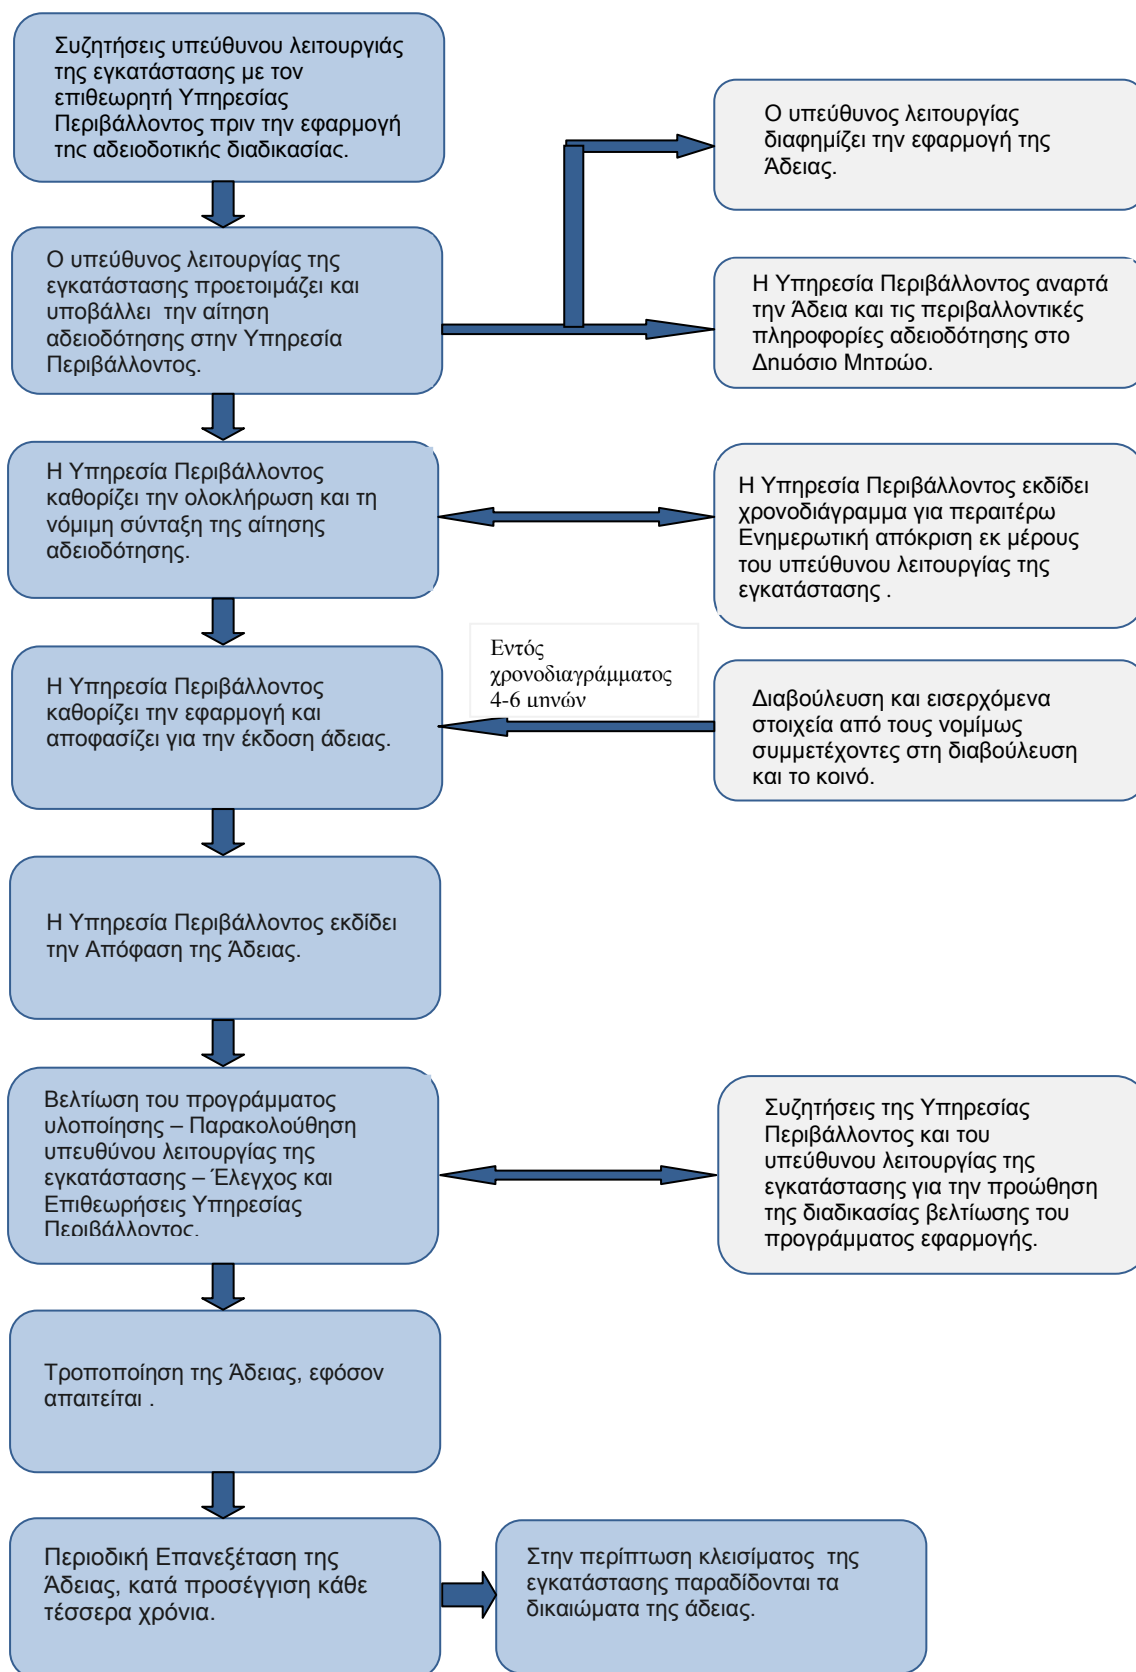 Συζητήσεις υπεύθυνου λειτουργιάς
της εγκατάστασης με τον
επιθεωρητή Υπηρεσίας
Περιβάλλοντος πριν την εφαρμογή
της αδειοδοτικής διαδικασίας.
Ο υπεύθυνος λειτουργίας
διαφημίζει την εφαρμογή της
Άδειας.
Ο υπεύθυνος λειτουργίας της
εγκατάστασης προετοιμάζει και
υποβάλλει την αίτηση
αδειοδότησης στην Υπηρεσία
Περιβάλλοντος.
Η Υπηρεσία Περιβάλλοντος αναρτά
την Άδεια και τις περιβαλλοντικές
πληροφορίες αδειοδότησης στο
Δημόσιο Μητρώο.
Η Υπηρεσία Περιβάλλοντος
καθορίζει την ολοκλήρωση και τη
νόμιμη σύνταξη της αίτησης
αδειοδότησης.
Η Υπηρεσία Περιβάλλοντος εκδίδει
χρονοδιάγραμμα για περαιτέρω
Ενημερωτική απόκριση εκ μέρους
του υπεύθυνου λειτουργίας της
εγκατάστασης .
Εντός
χρονοδιαγράμματος
4-6 μηνών
Η Υπηρεσία Περιβάλλοντος
καθορίζει την εφαρμογή και
αποφασίζει για την έκδοση άδειας.
Διαβούλευση και εισερχόμενα
στοιχεία από τους νομίμως
συμμετέχοντες στη διαβούλευση
και το κοινό.
Η Υπηρεσία Περιβάλλοντος εκδίδει
την Απόφαση της Άδειας.
Βελτίωση του προγράμματος
υλοποίησης – Παρακολούθηση
υπευθύνου λειτουργίας της
εγκατάστασης – Έλεγχος και
Επιθεωρήσεις Υπηρεσίας
Περιβάλλοντος.
Συζητήσεις της Υπηρεσίας
Περιβάλλοντος και του
υπεύθυνου λειτουργίας της
εγκατάστασης για την προώθηση
της διαδικασίας βελτίωσης του
προγράμματος εφαρμογής.
Τροποποίηση της Άδειας, εφόσον
απαιτείται .
Περιοδική Επανεξέταση της
Άδειας, κατά προσέγγιση κάθε
τέσσερα χρόνια.
Στην περίπτωση κλεισίματος της
εγκατάστασης παραδίδονται τα
δικαιώματα της άδειας.